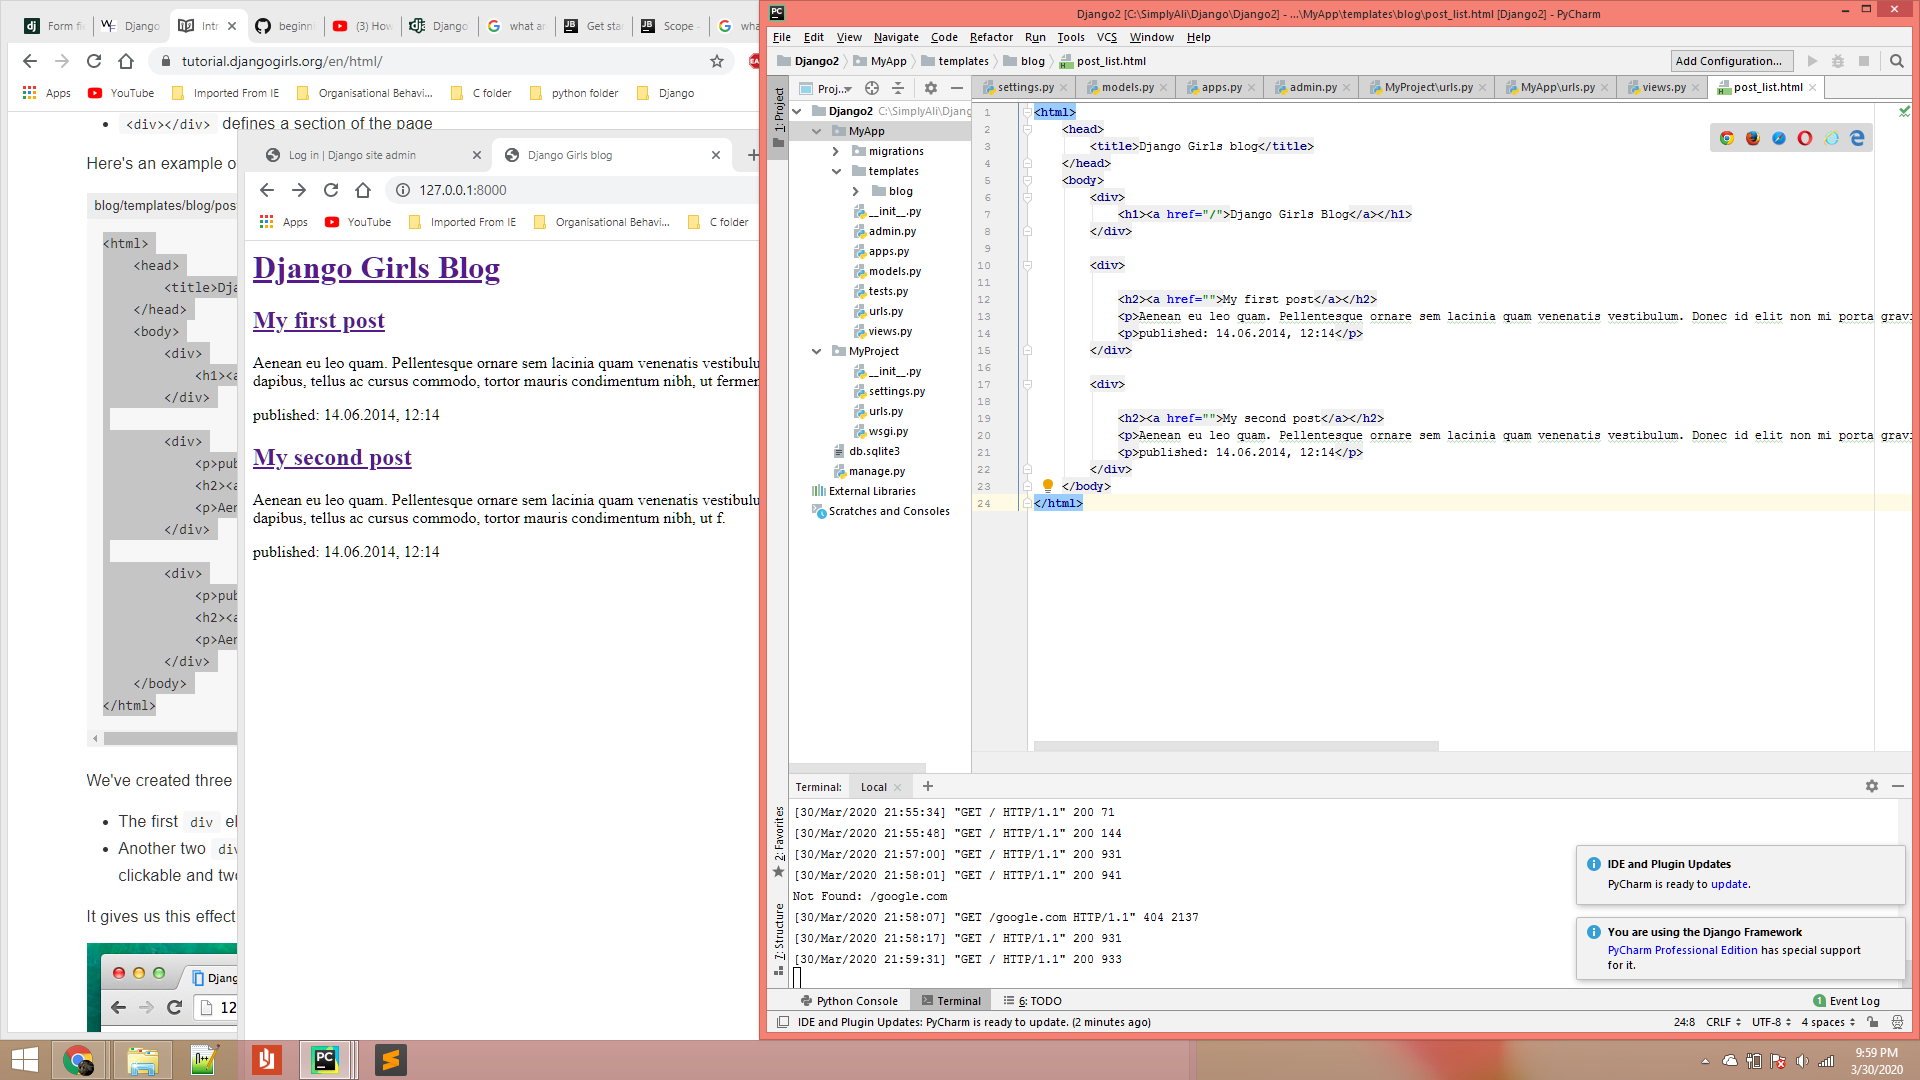 Form fi
Django
Intr
beginn
(3) How
Django
what ar
Get star
Scope -
wha
tutorial.djangogirls.org/en/html/
Apps
YouTube
Imported From IE
Organisational Behavi...
C folder
python folder
Django
<div></div> defines a section of the page
Here's an example o
blog/templates/blog/pos
<html>
<head>
<title>Dja
</head>
<body>
<div>
<h1><a
</div>
<div>
<p>pub
<h2><a
<p>Aer
</div>
<div>
<p>pub
<h2><a
<p>Aer
</div>
</body>
</html>
We've created three
The first div el
Another two div
clickable and two
It gives us this effect
Djang
12
Log in | Django site admin
Django Girls blog
127.0.0.1:8000
Apps
YouTube
Imported From IE
Organisational Behavi...
C folder
Django Girls Blog
My first post
Aenean eu leo quam. Pellentesque ornare sem lacinia quam venenatis vestibulu
dapibus, tellus ac cursus commodo, tortor mauris condimentum nibh, ut fermen
published: 14.06.2014, 12:14
My second post
Aenean eu leo quam. Pellentesque ornare sem lacinia quam venenatis vestibulu
dapibus, tellus ac cursus commodo, tortor mauris condimentum nibh, ut f.
published: 14.06.2014, 12:14
Django2 [C:\SimplyAli\Django\Django2] - ...\MyApp\templates\blog\post_list.html [Django2] - PyCharm
File Edit View Navigate Code Refactor Run Tools VCS Window Help
Django2 MyApp templates blog post_list.html
Add Configuration...
1: Project
Proj..
settings.py
models.py
apps.py
admin.py
MyProject\urls.py
MyApp\urls.py
views.py
post_list.html
Django2 C:\SimplyAli\Djang
MyApp
migrations
templates
blog
__init__.py
admin.py
apps.py
models.py
tests.py
urls.py
views.py
MyProject
__init__.py
settings.py
urls.py
wsgi.py
db.sqlite3
manage.py
External Libraries
Scratches and Consoles
1 <html>
2 <head>
3 <title>Django Girls blog</title>
4 </head>
5 <body>
6 <div>
7 <h1><a href="/">Django Girls Blog</a></h1>
8 </div>
9
10 <div>
11
12 <h2><a href="">My first post</a></h2>
13 <p>Aenean eu leo quam. Pellentesque ornare sem lacinia quam venenatis vestibulum. Donec id elit non mi porta gravi
14 <p>published: 14.06.2014, 12:14</p>
15 </div>
16
17 <div>
18
19 <h2><a href="">My second post</a></h2>
20 <p>Aenean eu leo quam. Pellentesque ornare sem lacinia quam venenatis vestibulum. Donec id elit non mi porta gravi
21 <p>published: 14.06.2014, 12:14</p>
22 </div>
23 </body>
24 </html>
Terminal: Local
2: Favorites
7: Structure
[30/Mar/2020 21:55:34] "GET / HTTP/1.1" 200 71
[30/Mar/2020 21:55:48] "GET / HTTP/1.1" 200 144
[30/Mar/2020 21:57:00] "GET / HTTP/1.1" 200 931
[30/Mar/2020 21:58:01] "GET / HTTP/1.1" 200 941
Not Found: /google.com
[30/Mar/2020 21:58:07] "GET /google.com HTTP/1.1" 404 2137
[30/Mar/2020 21:58:17] "GET / HTTP/1.1" 200 931
[30/Mar/2020 21:59:31] "GET / HTTP/1.1" 200 933
IDE and Plugin Updates
PyCharm is ready to update.
You are using the Django Framework
PyCharm Professional Edition has special support
for it.
Python Console
Terminal
6: TODO
1 Event Log
IDE and Plugin Updates: PyCharm is ready to update. (2 minutes ago)
24:8 CRLF UTF-8 4 spaces
9:59 PM
3/30/2020